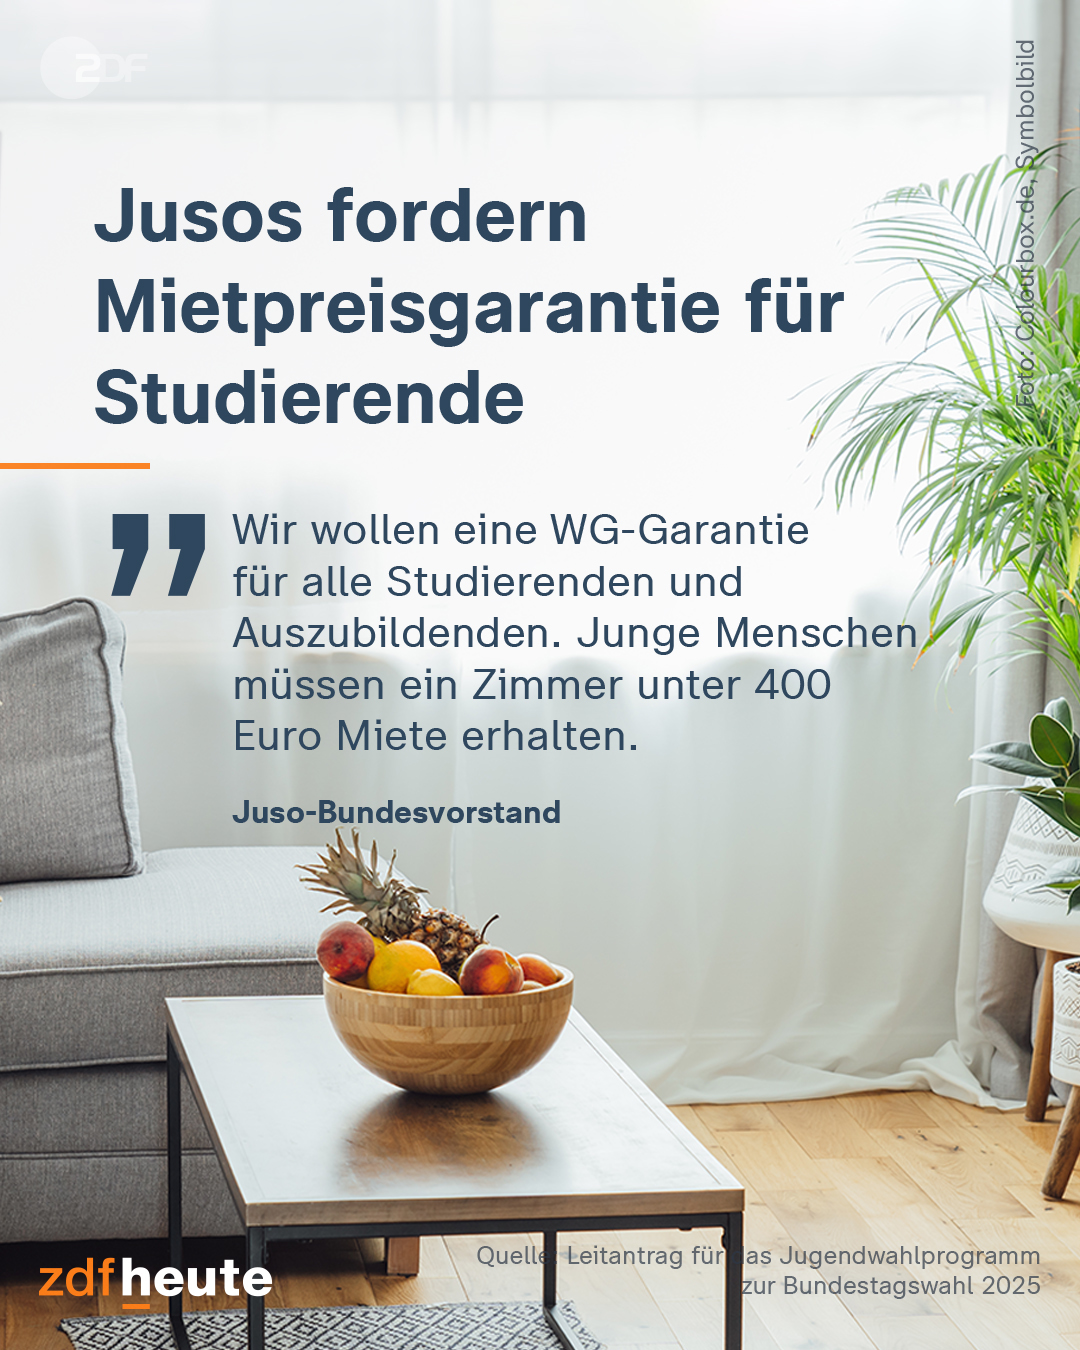 ZDF
Foto: Colourbox.de, Symbolbild
Jusos fordern
Mietpreisgarantie für
Studierende
" Wir wollen eine WG-Garantie
für alle Studierenden und
Auszubildenden. Junge Menschen
müssen ein Zimmer unter 400
Euro Miete erhalten.
Juso-Bundesvorstand
Quelle: Leitantrag für das Jugendwahlprogramm
zur Bundestagswahl 2025
zdfheute